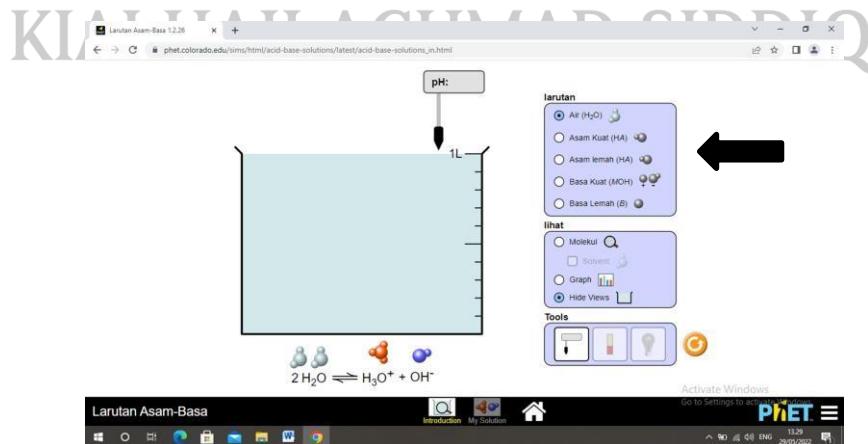 KIAI HAJI ACHMAD SIDDIQ
Larutan Asam-Basa 1.2.26
phet.colorado.edu/sims/html/acid-base-solutions/latest/acid-base-solutions_in.html
pH:
1L
larutan
Air (H₂O)
Asam Kuat (HA)
Asam lemah (HA)
Basa Kuat (MOH)
Basa Lemah (B)
lihat
Molekul
Solvent
Graph
Hide Views
Tools
2 H₂O ⇌ H₃O⁺ + OH⁻
Activate Windows
Go to Settings to activate Windows.
Larutan Asam-Basa
Introduction
My Solution
PhET
ENG
13.29
29/05/2022